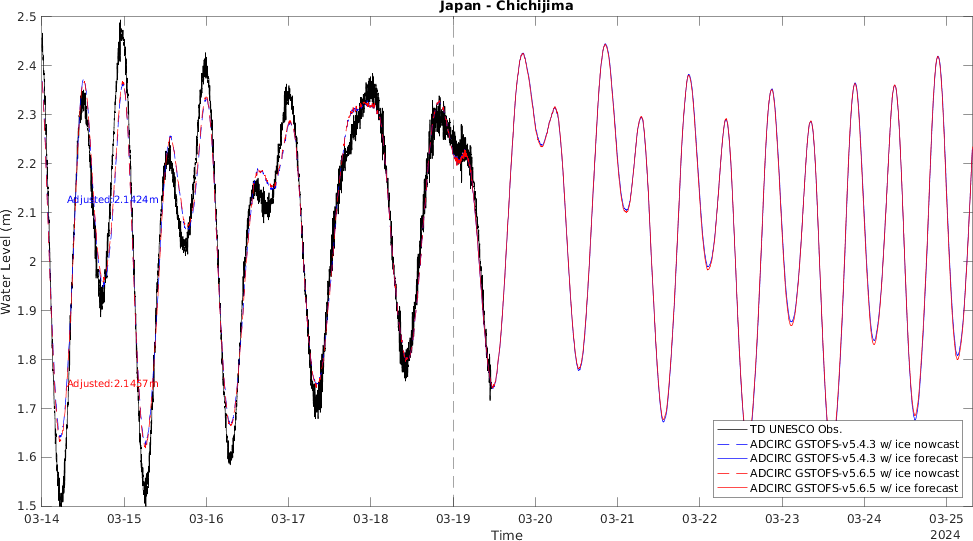 Japan - Chichijima
2.5
2.4
2.3
2.2
2.1
2
1.9
1.8
1.7
1.6
1.5
Water Level (m)
Adjusted:2.1424m
Adjusted:2.1457m
TD UNESCO Obs.
ADCIRC GSTOFS-v5.4.3 w/ ice nowcast
ADCIRC GSTOFS-v5.4.3 w/ ice forecast
ADCIRC GSTOFS-v5.6.5 w/ ice nowcast
ADCIRC GSTOFS-v5.6.5 w/ ice forecast
03-14 03-15 03-16 03-17 03-18 03-19 03-20 03-21 03-22 03-23 03-24 03-25
Time
2024